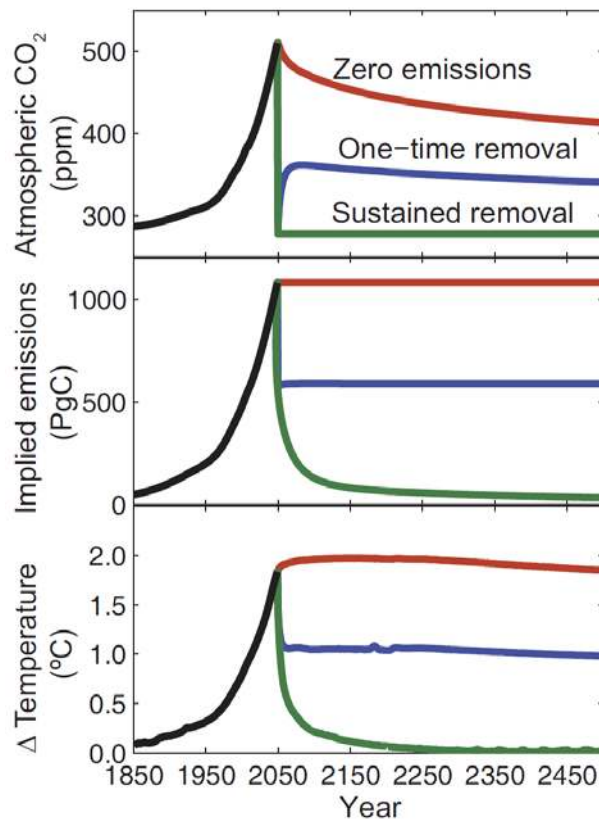 Atmospheric CO₂
(ppm)
500
400
300
Zero emissions
One-time removal
Sustained removal
Implied emissions
(PgC)
1000
500
0
Δ Temperature
(ºC)
2.0
1.5
1.0
0.5
0.0
1850 1950 2050 2150 2250 2350 2450
Year